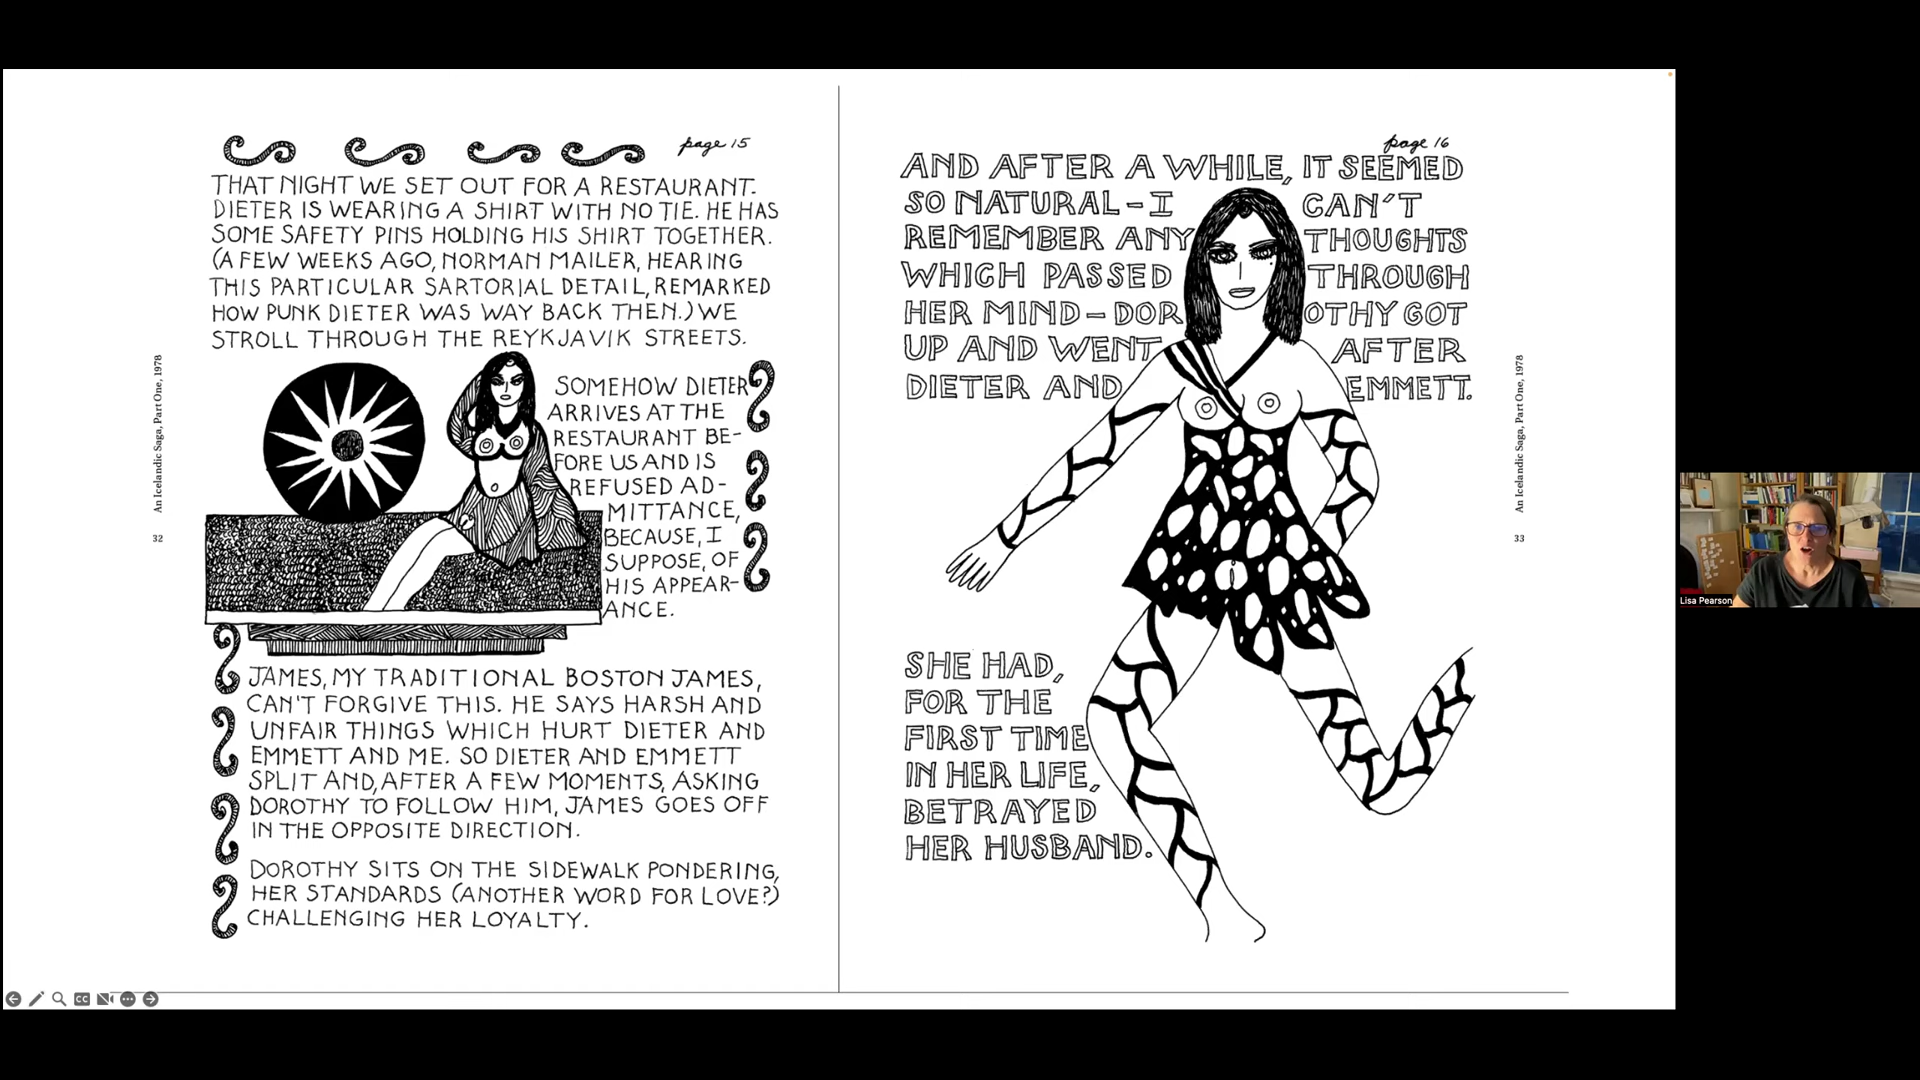 page 15
THAT NIGHT WE SET OUT FOR A RESTAURANT.
DIETER IS WEARING A SHIRT WITH NO TIE. HE HAS
SOME SAFETY PINS HOLDING HIS SHIRT TOGETHER.
(A FEW WEEKS AGO, NORMAN MAILER, HEARING
THIS PARTICULAR SARTORIAL DETAIL, REMARKED
HOW PUNK DIETER WAS WAY BACK THEN.) WE
STROLL THROUGH THE REYKJAVIK STREETS.
SOMEHOW DIETER
ARRIVES AT THE
RESTAURANT BE-
FORE US AND IS
REFUSED AD-
MITTANCE,
BECAUSE, I
SUPPOSE, OF
HIS APPEAR-
ANCE.
JAMES, MY TRADITIONAL BOSTON JAMES,
CAN'T FORGIVE THIS. HE SAYS HARSH AND
UNFAIR THINGS WHICH HURT DIETER AND
EMMETT AND ME. SO DIETER AND EMMETT
SPLIT AND, AFTER A FEW MOMENTS, ASKING
DOROTHY TO FOLLOW HIM, JAMES GOES OFF
IN THE OPPOSITE DIRECTION.
DOROTHY SITS ON THE SIDEWALK PONDERING,
HER STANDARDS (ANOTHER WORD FOR LOVE?)
CHALLENGING HER LOYALTY.
An Icelandic Saga, Part One, 1978
32
page 16
AND AFTER A WHILE, IT SEEMED
SO NATURAL – I CAN'T
REMEMBER ANY THOUGHTS
WHICH PASSED THROUGH
HER MIND – DOR OTHY GOT
UP AND WENT AFTER
DIETER AND EMMETT.
SHE HAD,
FOR THE
FIRST TIME
IN HER LIFE,
BETRAYED
HER HUSBAND.
An Icelandic Saga, Part One, 1978
33
CC
Lisa Pearson